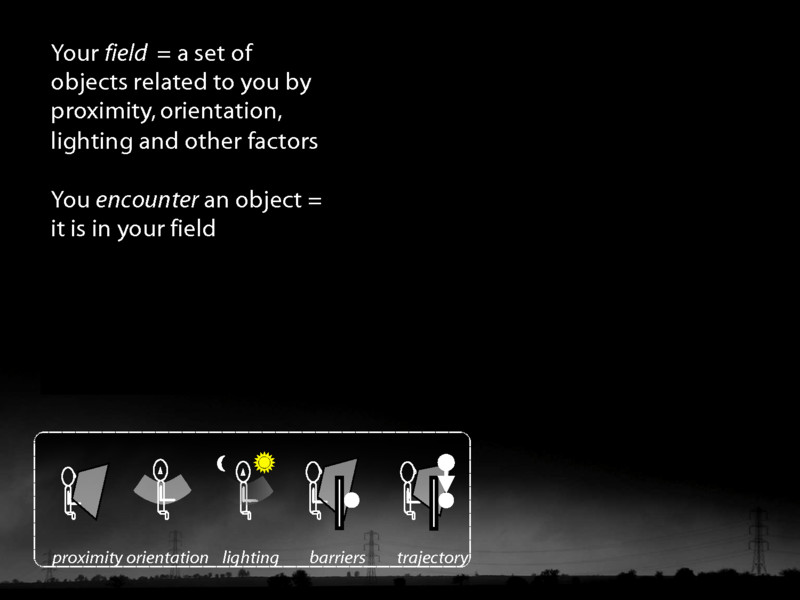 Your field = a set of
objects related to you by
proximity, orientation,
lighting and other factors
You encounter an object =
it is in your field
proximity orientation lighting barriers trajectory